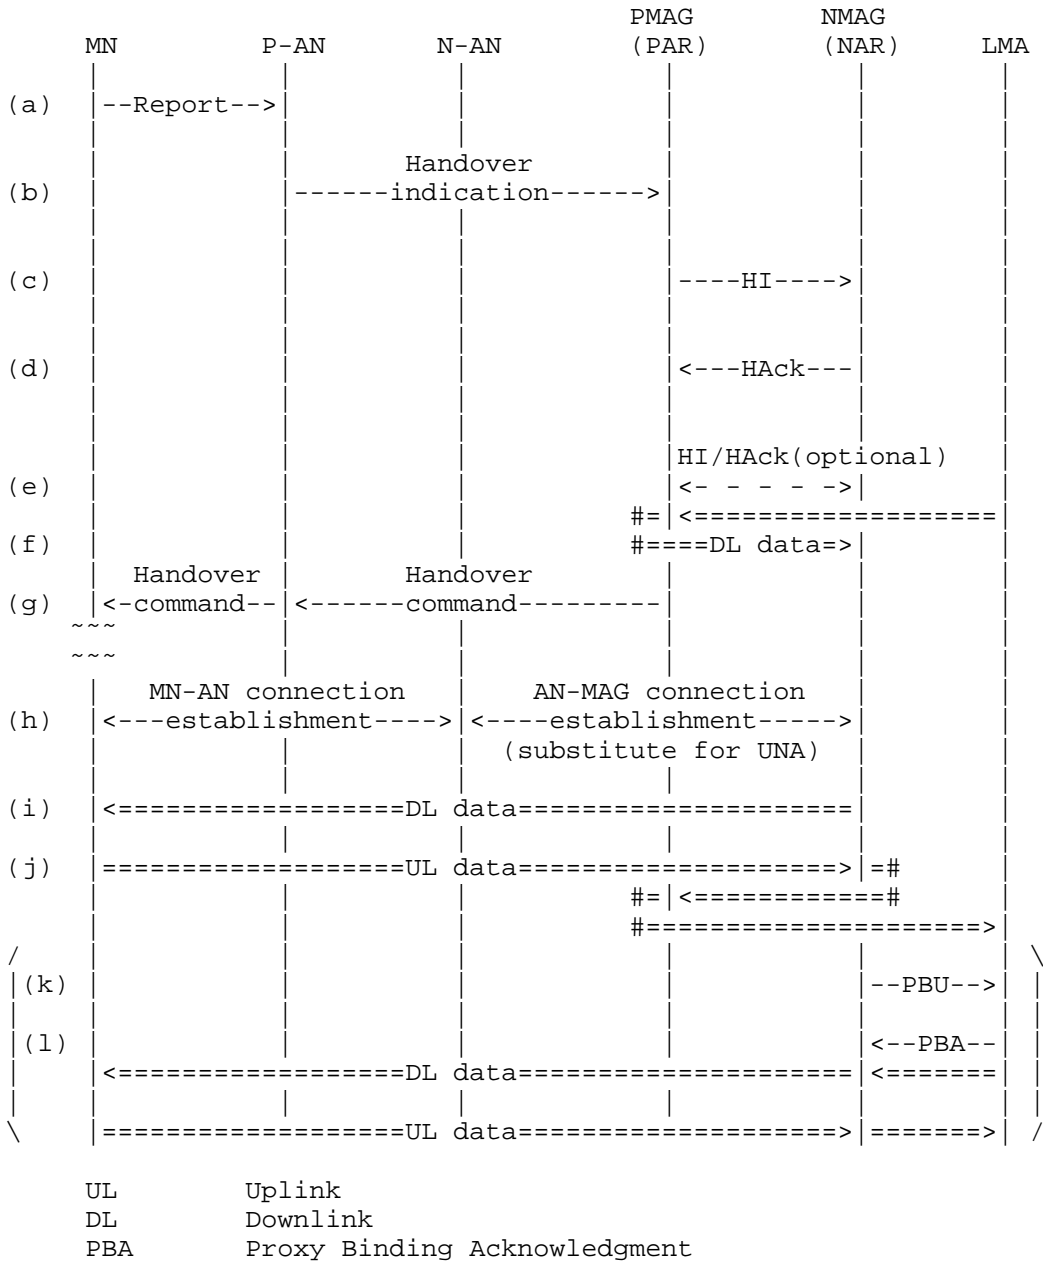 PMAG        NMAG
     MN         P-AN       N-AN       (PAR)       (NAR)     LMA
     |           |          |            |           |        |
(a)  |--Report-->|          |            |           |        |
     |           |          |            |           |        |
     |           |       Handover        |           |        |
(b)  |           |------indication------>|           |        |
     |           |          |            |           |        |
     |           |          |            |           |        |
(c)  |           |          |            |----HI---->|        |
     |           |          |            |           |        |
     |           |          |            |           |        |
(d)  |           |          |            |<---HAck---|        |
     |           |          |            |           |        |
     |           |          |            |           |        |
     |           |          |            |HI/HAck(optional)   |
(e)  |           |          |            |<- - - - ->|        |
     |           |          |          #=|<===================|
(f)  |           |          |          #====DL data=>|        |
     |  Handover |       Handover        |           |        |
(g)  |<-command--|<------command---------|           |        |
    ~~~          |          |            |           |        |
    ~~~          |          |            |           |        |
     |   MN-AN connection   |    AN-MAG connection   |        |
(h)  |<---establishment---->|<----establishment----->|        |
     |           |          |  (substitute for UNA)  |        |
     |           |          |            |           |        |
(i)  |<==================DL data=====================|        |
     |           |          |            |           |        |
(j)  |===================UL data====================>|=#      |
     |           |          |          #=|<============#      |
     |           |          |          #=====================>|
/    |           |          |            |           |        | \
|(k) |           |          |            |           |--PBU-->| |
|    |           |          |            |           |        | |
|(l) |           |          |            |           |<--PBA--| |
|    |<==================DL data=====================|<=======| |
|    |           |          |            |           |        | |
\    |===================UL data====================>|=======>| /
UL        Uplink
DL        Downlink
PBA       Proxy Binding Acknowledgment